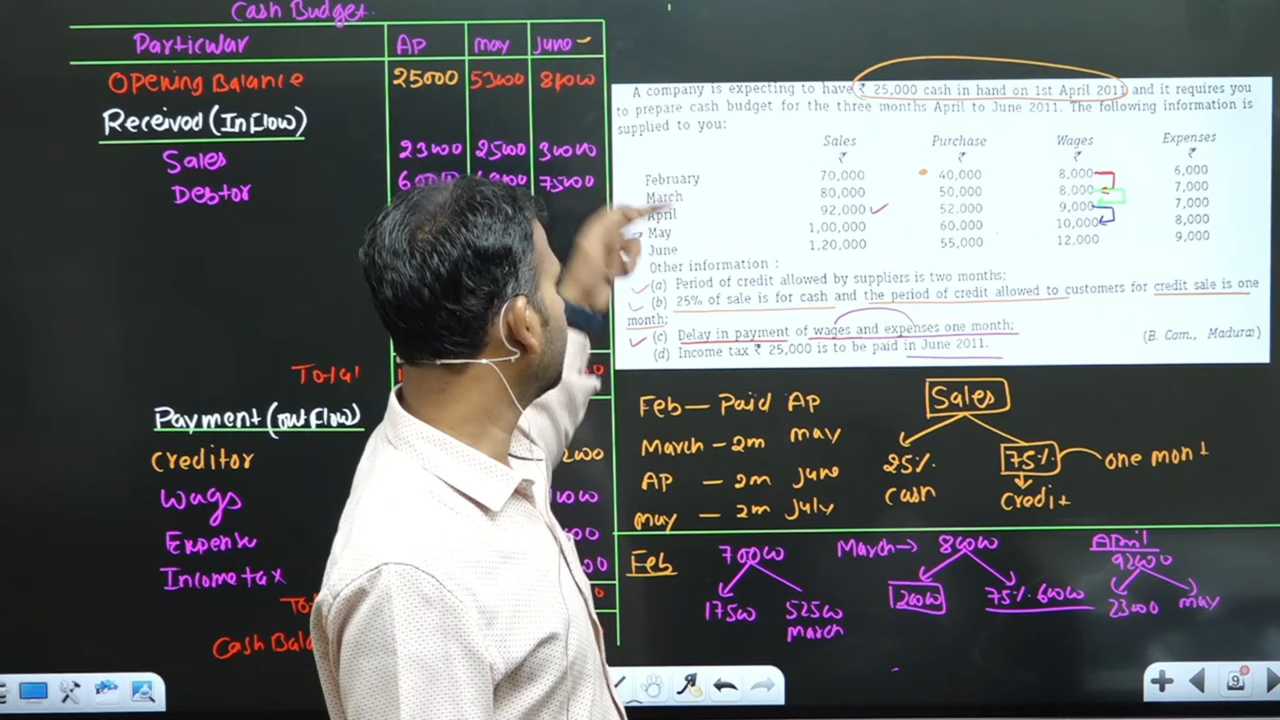 Cash Budget.
Particular AP may June
Opening Balance 25000 53000 81000
Received (Inflow)
Sales 23000 25000 30000
Debtor 75000
Total
Payment (outflow)
Creditor
Wags
Expense
Income tax
A company is expecting to have ₹ 25,000 cash in hand on 1st April 2011 and it requires you
to prepare cash budget for the three months April to June 2011. The following information is
supplied to you:
Sales Purchase Wages Expenses
₹ ₹ ₹ ₹
February 70,000 40,000 8,000 6,000
March 80,000 50,000 8,000 7,000
April 92,000 52.000 9,000 7,000
May 1,00,000 60,000 10,000 8,000
June 1,20,000 55,000 12,000 9,000
Other information :
(a) Period of credit allowed by suppliers is two months;
(b) 25% of sale is for cash and the period of credit allowed to customers for credit sale is one
month;
(c) Delay in payment of wages and expenses one month;
(d) Income tax ₹ 25,000 is to be paid in June 2011.
(B. Com., Madurai)
Feb — Paid AP
March - 2m may
AP - 2m June
may - 2m July
Sales
25% 75% one mont
cash credit
Feb 70000
17500 52500
March
March → 80000
75% 60000
April
92000
23000 may
9